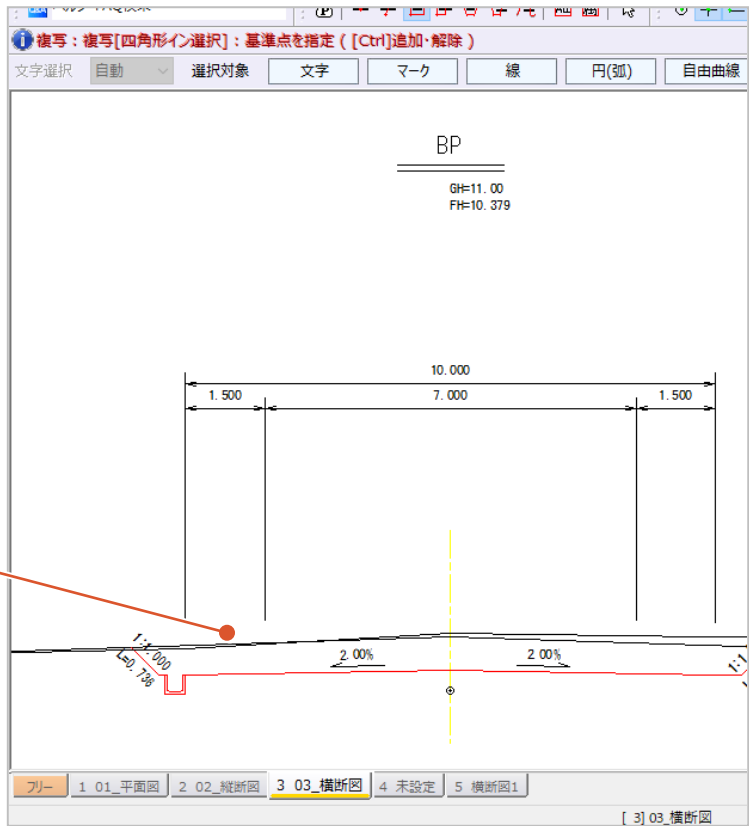 複写：複写[四角形イン選択]：基準点を指定 ( [Ctrl]追加・解除 )
文字選択 自動 選択対象 文字 マーク 線 円(弧) 自由曲線
BP
GH=11.00
FH=10.379
10.000
1.500 7.000 1.500
1:1.000
L=0.736
2.00% 2.00%
1:1
フリー 1 01_平面図 2 02_縦断図 3 03_横断図 4 未設定 5 横断図1
[ 3] 03_横断図